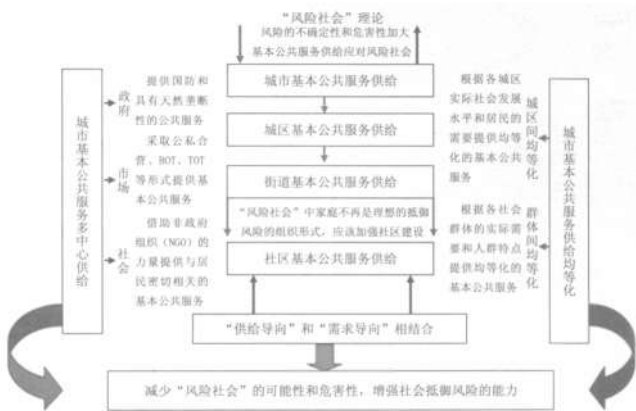 “风险社会”理论
风险的不确定性和危害性加大
基本公共服务供给应对风险社会
城市基本公共服务供给
城区基本公共服务供给
街道基本公共服务供给
“风险社会”中家庭不再是理想的抵御
风险的组织形式，应该加强社区建设
社区基本公共服务供给
“供给导向”和“需求导向”相结合
减少“风险社会”的可能性和危害性，增强社会抵御风险的能力
城市基本公共服务多中心供给
政府
提供国防和
具有天然垄断
性的公共服务
市场
采取公私合
营、BOT、TOT
等形式提供基
本公共服务
社会
借助非政府
组织（NGO）的
力量提供与居
民密切相关的
基本公共服务
根据各城区
实际社会发展
水平和居民的
需要提供均等
化的基本公共
服务
城区间均等化
根据各社会
群体的实际需
要和人群特点
提供均等化的
基本公共服务
群体间均等化
城市基本公共服务供给均等化